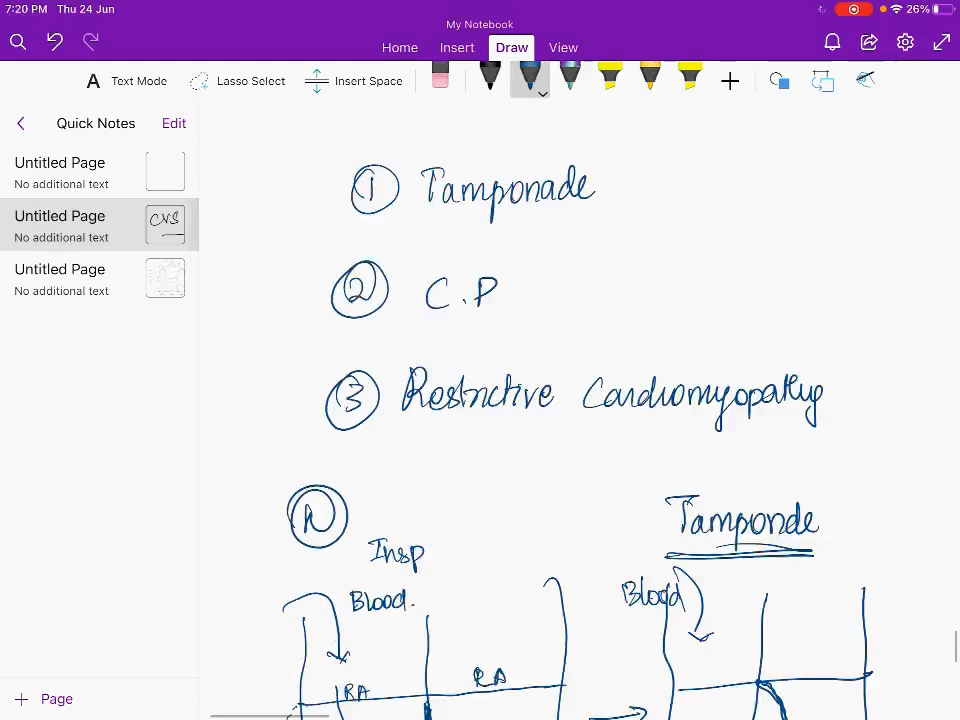 7:20 PM Thu 24 Jun
26%
My Notebook
Home Insert Draw View
Text Mode Lasso Select Insert Space
Quick Notes Edit
Untitled Page
No additional text
Untitled Page
No additional text
CNS
Untitled Page
No additional text
Page
1 Tamponade
2 C.P
3 Restrictive Cardiomyopathy
N
Insp
Tamponde
Blood.
Blood
RA
RA